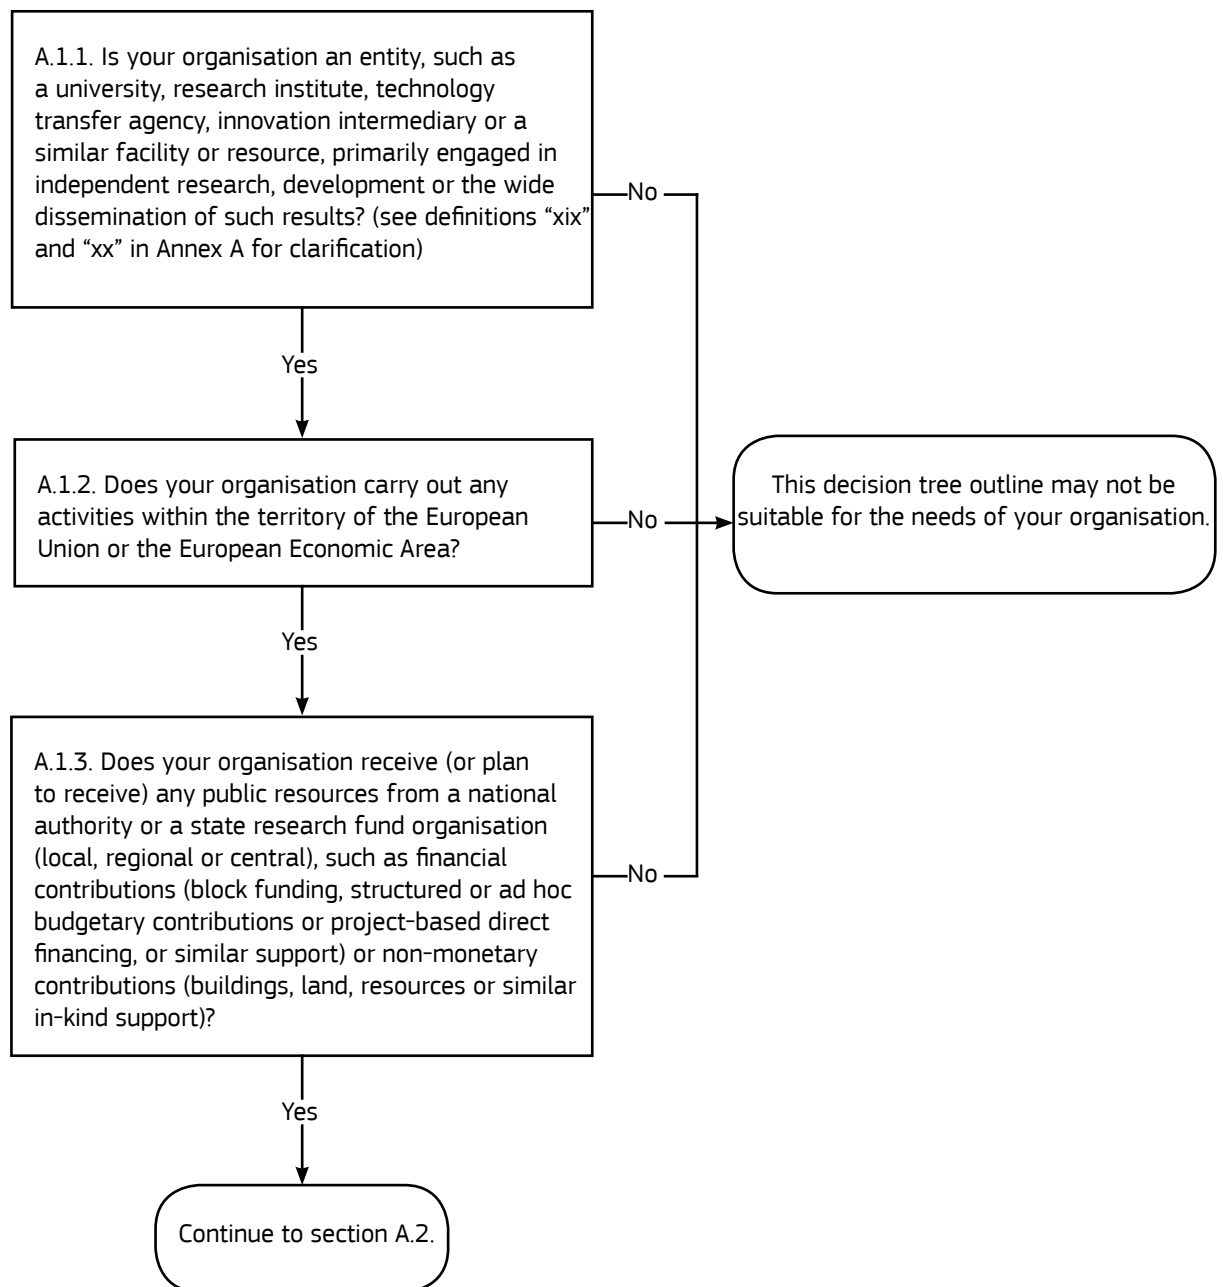 A.1.1. Is your organisation an entity, such as
a university, research institute, technology
transfer agency, innovation intermediary or a
similar facility or resource, primarily engaged in
independent research, development or the wide
dissemination of such results? (see definitions “xix”
and “xx” in Annex A for clarification)
No
Yes
A.1.2. Does your organisation carry out any
activities within the territory of the European
Union or the European Economic Area?
No
This decision tree outline may not be
suitable for the needs of your organisation.
Yes
A.1.3. Does your organisation receive (or plan
to receive) any public resources from a national
authority or a state research fund organisation
(local, regional or central), such as financial
contributions (block funding, structured or ad hoc
budgetary contributions or project-based direct
financing, or similar support) or non-monetary
contributions (buildings, land, resources or similar
in-kind support)?
No
Yes
Continue to section A.2.